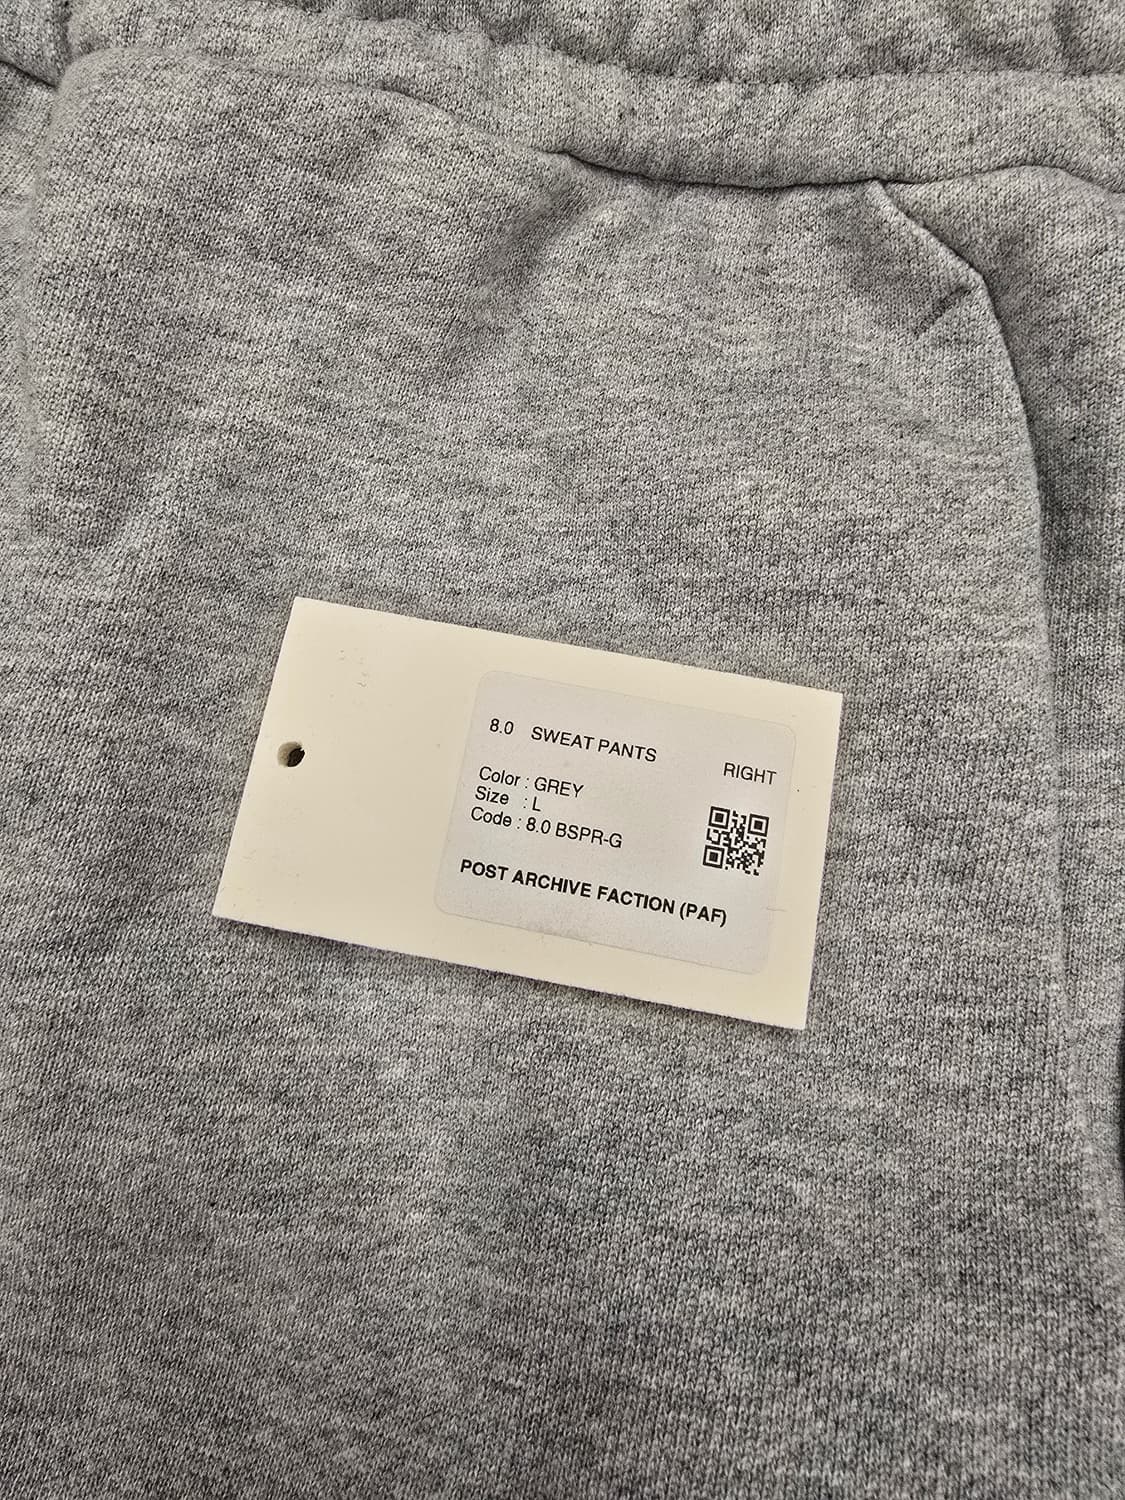 8.0 SWEAT PANTS
RIGHT
Color : GREY
Size : L
Code : 8.0 BSPR-G
POST ARCHIVE FACTION (PAF)